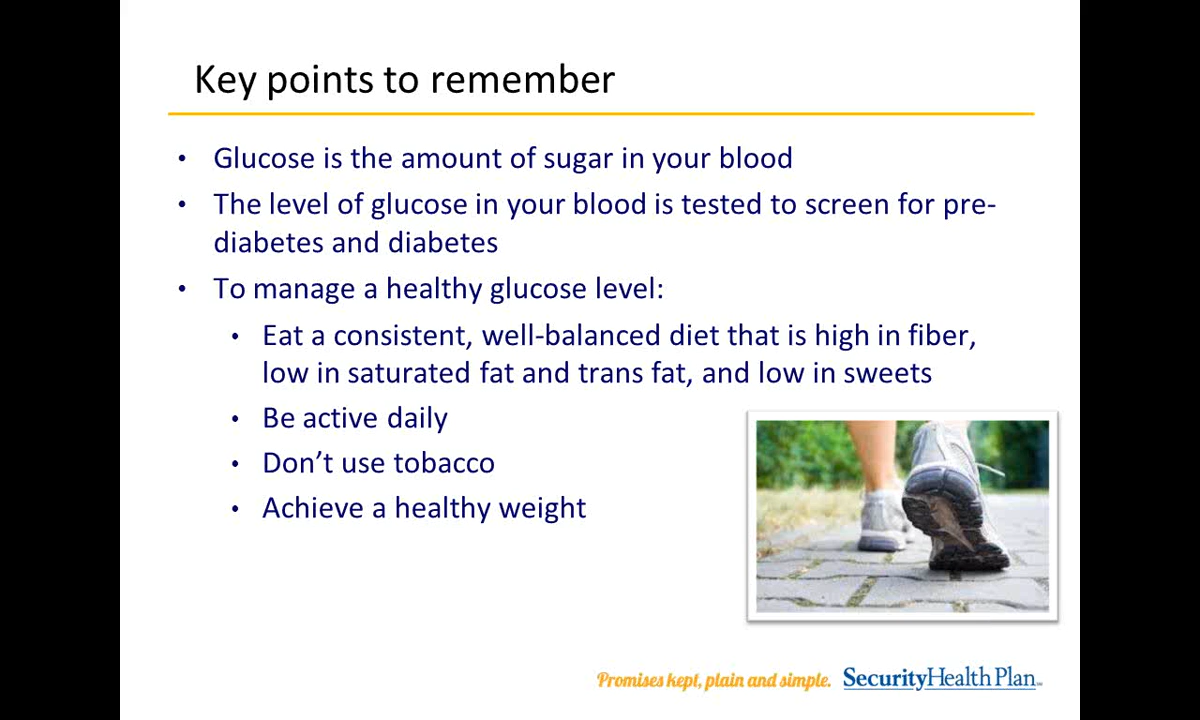 Key points to remember
• Glucose is the amount of sugar in your blood
• The level of glucose in your blood is tested to screen for pre-
diabetes and diabetes
• To manage a healthy glucose level:
• Eat a consistent, well-balanced diet that is high in fiber,
low in saturated fat and trans fat, and low in sweets
• Be active daily
• Don’t use tobacco
• Achieve a healthy weight
Promises kept, plain and simple. SecurityHealth Plan™